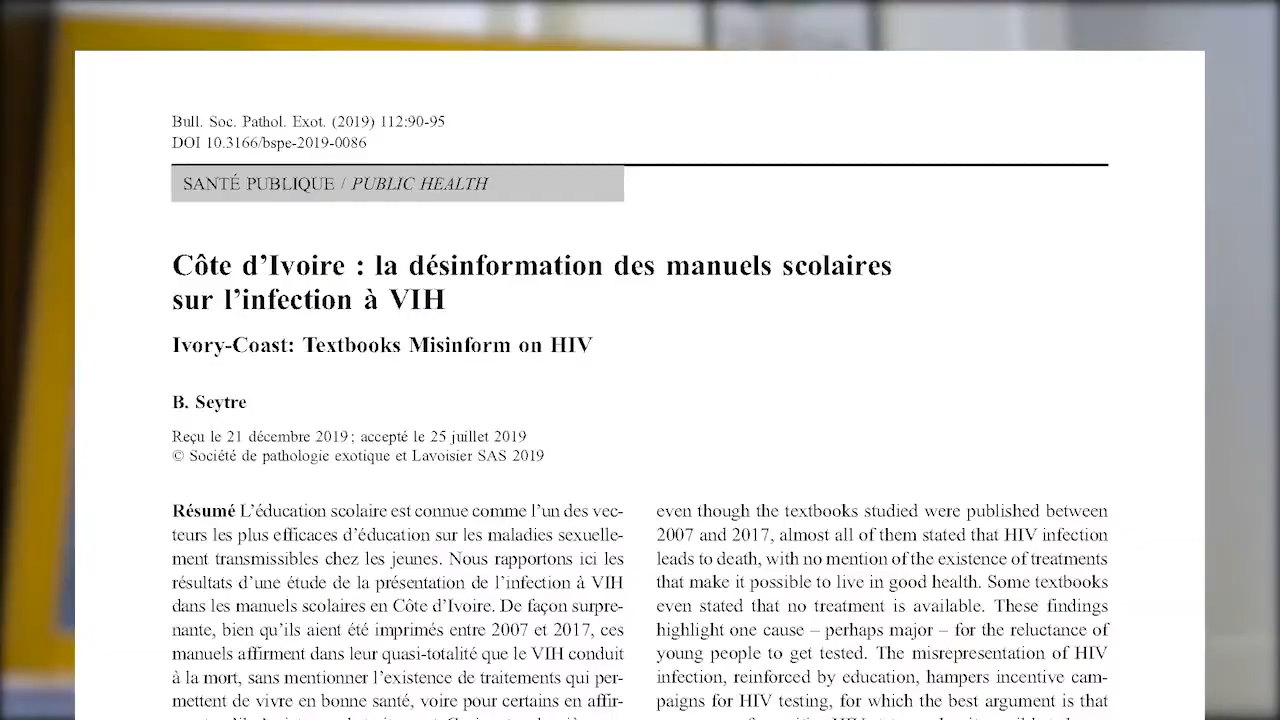 Bull. Soc. Pathol. Exot. (2019) 112:90-95
DOI 10.3166/bspe-2019-0086
SANTÉ PUBLIQUE / PUBLIC HEALTH
Côte d’Ivoire : la désinformation des manuels scolaires
sur l’infection à VIH
Ivory-Coast: Textbooks Misinform on HIV
B. Seytre
Reçu le 21 décembre 2019 ; accepté le 25 juillet 2019
© Société de pathologie exotique et Lavoisier SAS 2019
Résumé L’éducation scolaire est connue comme l’un des vec-
teurs les plus efficaces d’éducation sur les maladies sexuelle-
ment transmissibles chez les jeunes. Nous rapportons ici les
résultats d’une étude de la présentation de l’infection à VIH
dans les manuels scolaires en Côte d’Ivoire. De façon surpre-
nante, bien qu’ils aient été imprimés entre 2007 et 2017, ces
manuels affirment dans leur quasi-totalité que le VIH conduit
à la mort, sans mentionner l’existence de traitements qui per-
mettent de vivre en bonne santé, voire pour certains en affir-
even though the textbooks studied were published between
2007 and 2017, almost all of them stated that HIV infection
leads to death, with no mention of the existence of treatments
that make it possible to live in good health. Some textbooks
even stated that no treatment is available. These findings
highlight one cause – perhaps major – for the reluctance of
young people to get tested. The misrepresentation of HIV
infection, reinforced by education, hampers incentive cam-
paigns for HIV testing, for which the best argument is that